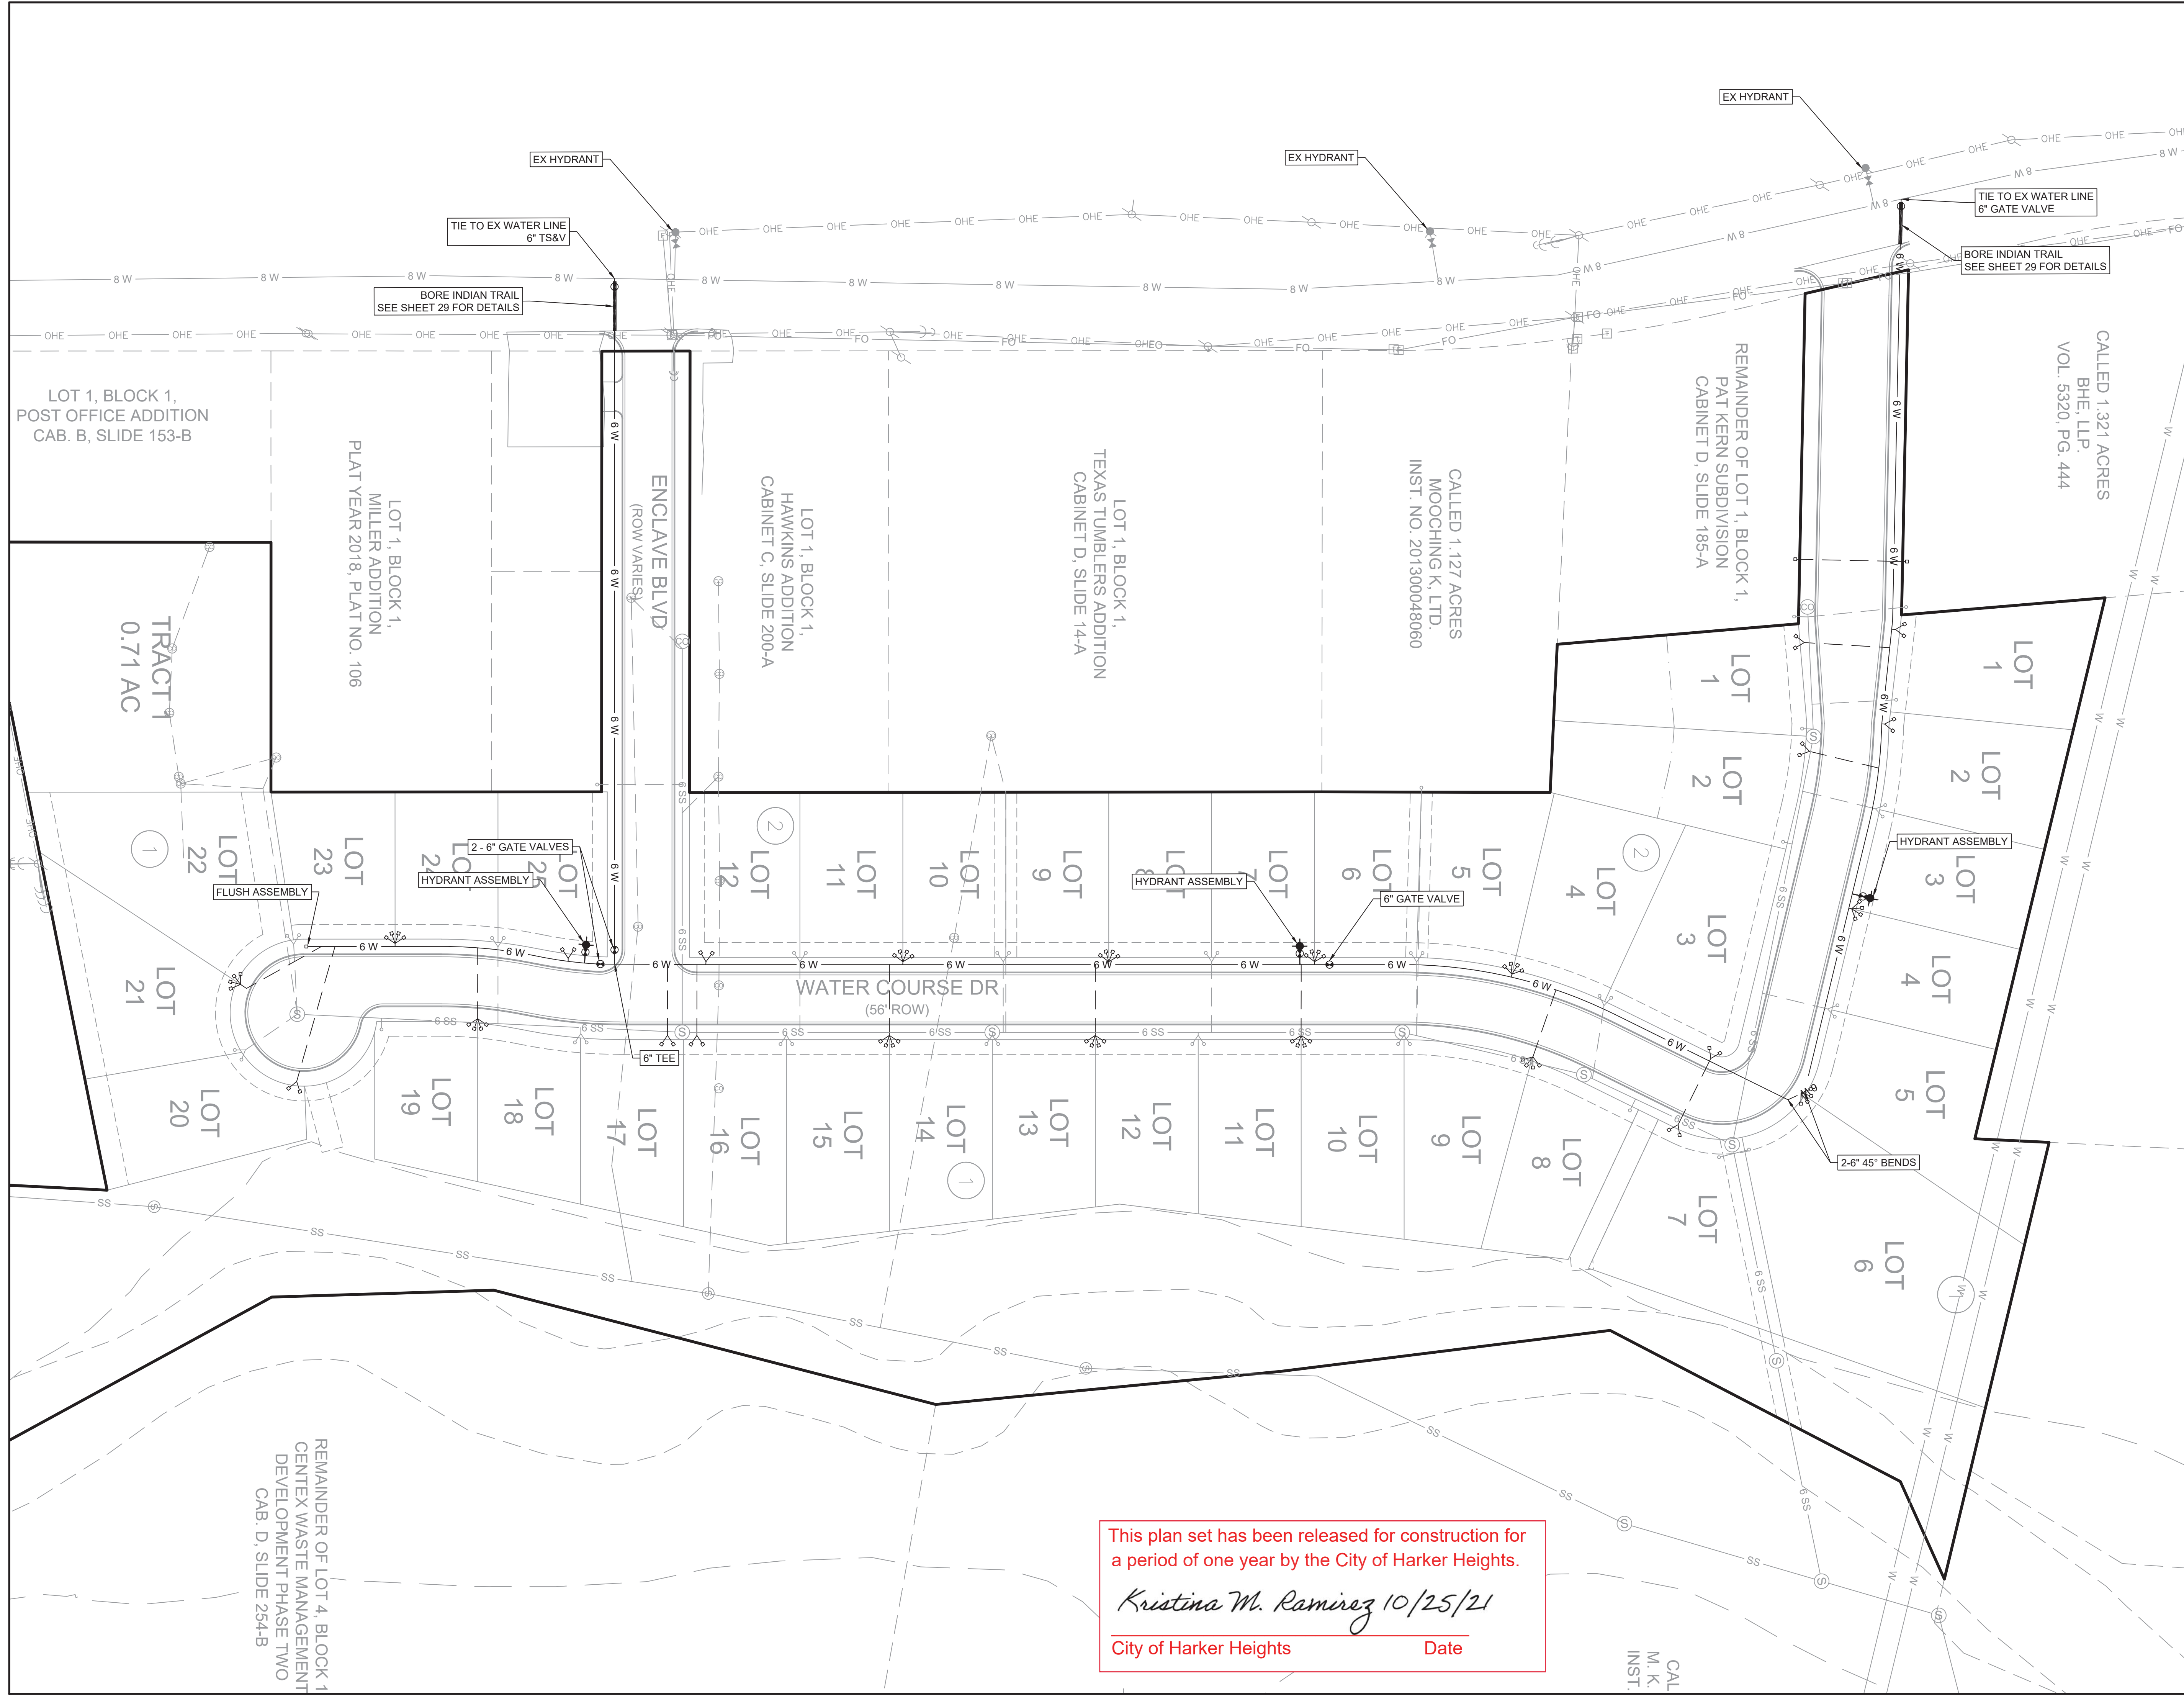 EX HYDRANT
EX HYDRANT
EX HYDRANT
TIE TO EX WATER LINE
6" TS&V
TIE TO EX WATER LINE
6" GATE VALVE
BORE INDIAN TRAIL
SEE SHEET 29 FOR DETAILS
BORE INDIAN TRAIL
SEE SHEET 29 FOR DETAILS
LOT 1, BLOCK 1,
POST OFFICE ADDITION
CAB. B, SLIDE 153-B
LOT 1, BLOCK 1,
MILLER ADDITION
PLAT YEAR 2018, PLAT NO. 106
ENCLAVE BLVD
(ROW VARIES)
LOT 1, BLOCK 1,
HAWKINS ADDITION
CABINET C, SLIDE 200-A
LOT 1, BLOCK 1,
TEXAS TUMBLERS ADDITION
CABINET D, SLIDE 14-A
CALLED 1.127 ACRES
MOOCHING K, LTD.
INST. NO. 201300048060
REMAINDER OF LOT 1, BLOCK 1,
PAT KERN SUBDIVISION
CABINET D, SLIDE 185-A
CALLED 1.321 ACRES
BHE, LLP.
VOL. 5320, PG. 444
TRACT 1
0.71 AC
LOT
1
LOT
2
LOT
1
LOT
2
LOT
3
LOT
4
LOT
5
LOT
6
LOT
7
LOT
22
LOT
23
2 - 6" GATE VALVES
HYDRANT ASSEMBLY
FLUSH ASSEMBLY
LOT
12
LOT
11
LOT
10
LOT
9
HYDRANT ASSEMBLY
LOT
7
LOT
6
6" GATE VALVE
LOT
5
LOT
4
LOT
3
HYDRANT ASSEMBLY
1
2
2
LOT
21
WATER COURSE DR
(56' ROW)
6" TEE
2-6" 45° BENDS
LOT
20
LOT
19
LOT
18
LOT
17
LOT
16
LOT
15
LOT
14
LOT
13
LOT
12
LOT
11
LOT
10
LOT
9
LOT
8
1
1
REMAINDER OF LOT 4, BLOCK 1
CENTEX WASTE MANAGEMENT
DEVELOPMENT PHASE TWO
CAB. D, SLIDE 254-B
This plan set has been released for construction for
a period of one year by the City of Harker Heights.
Kristina M. Ramirez 10/25/21
City of Harker Heights Date
CAL
M. K.
INST.